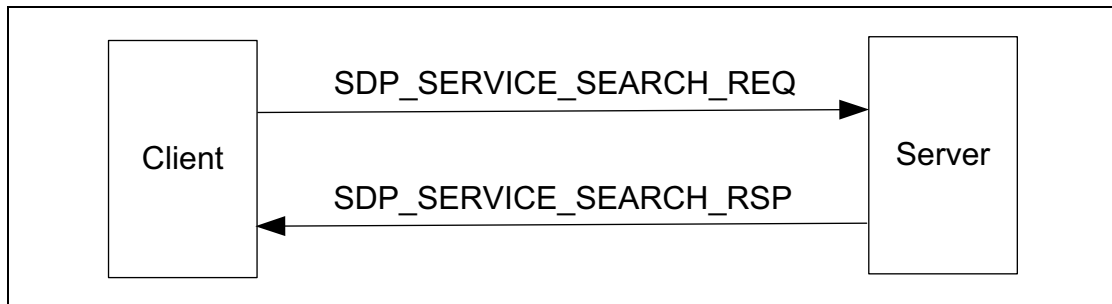 SDP_SERVICE_SEARCH_REQ
Client
Server
SDP_SERVICE_SEARCH_RSP